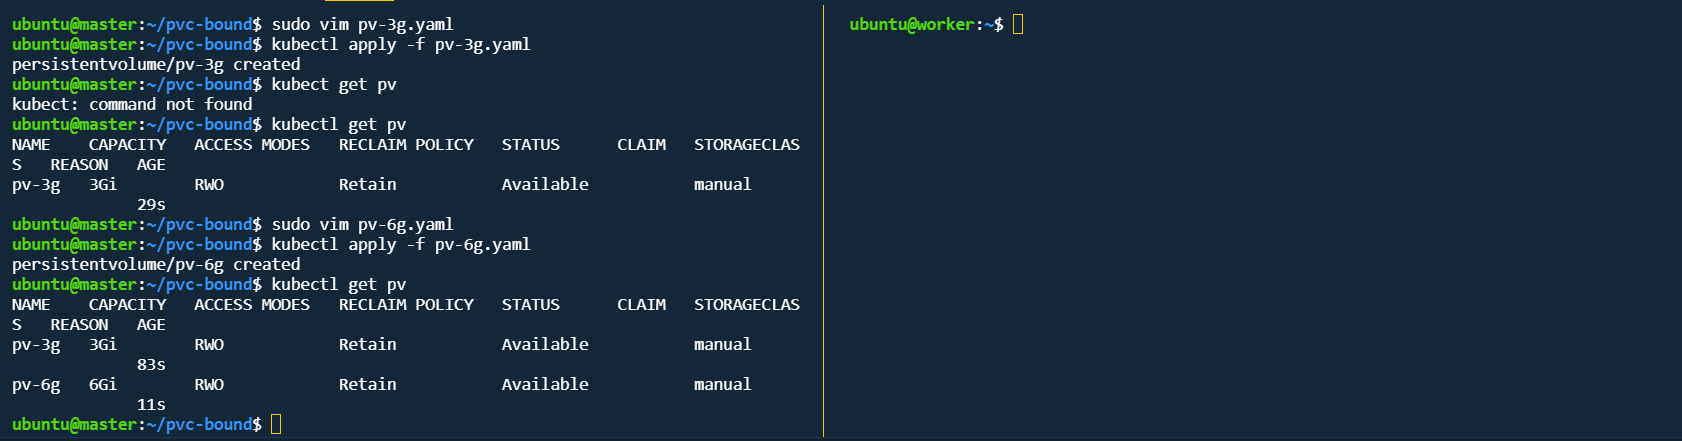 ubuntu@master:~/pvc-bound$ sudo vim pv-3g.yaml
ubuntu@master:~/pvc-bound$ kubectl apply -f pv-3g.yaml
persistentvolume/pv-3g created
ubuntu@master:~/pvc-bound$ kubect get pv
kubect: command not found
ubuntu@master:~/pvc-bound$ kubectl get pv
NAME    CAPACITY   ACCESS MODES   RECLAIM POLICY   STATUS      CLAIM   STORAGECLAS
S   REASON   AGE
pv-3g   3Gi        RWO            Retain           Available           manual
             29s
ubuntu@master:~/pvc-bound$ sudo vim pv-6g.yaml
ubuntu@master:~/pvc-bound$ kubectl apply -f pv-6g.yaml
persistentvolume/pv-6g created
ubuntu@master:~/pvc-bound$ kubectl get pv
NAME    CAPACITY   ACCESS MODES   RECLAIM POLICY   STATUS      CLAIM   STORAGECLAS
S   REASON   AGE
pv-3g   3Gi        RWO            Retain           Available           manual
             83s
pv-6g   6Gi        RWO            Retain           Available           manual
             11s
ubuntu@master:~/pvc-bound$
ubuntu@worker:~$